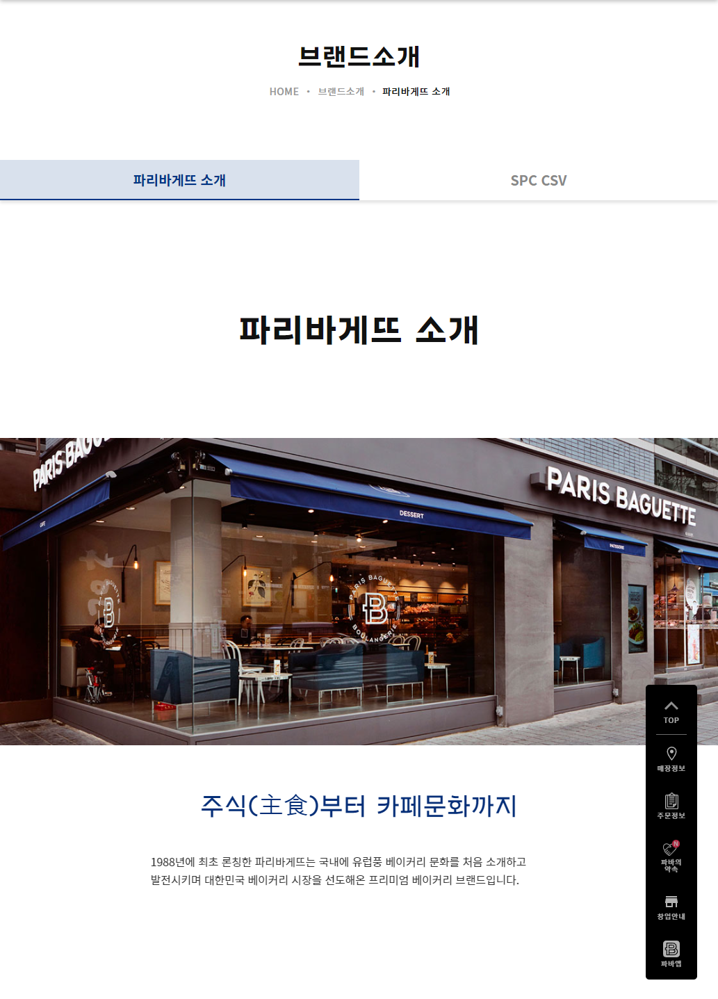 브랜드소개
HOME • 브랜드소개 • 파리바게뜨 소개
파리바게뜨 소개
SPC CSV
파리바게뜨 소개
PARIS BAGUETTE
PARIS BAGUETTE
CAFE
DESSERT
PATISSERIE
PARIS BAGUETTE
B
BOULANGERIE
BAGUETTE
B
TOP
매장정보
주문정보
N
파바의
약속
창업안내
파바앱
주식(主食)부터 카페문화까지
1988년에 최초 론칭한 파리바게뜨는 국내에 유럽풍 베이커리 문화를 처음 소개하고
발전시키며 대한민국 베이커리 시장을 선도해온 프리미엄 베이커리 브랜드입니다.